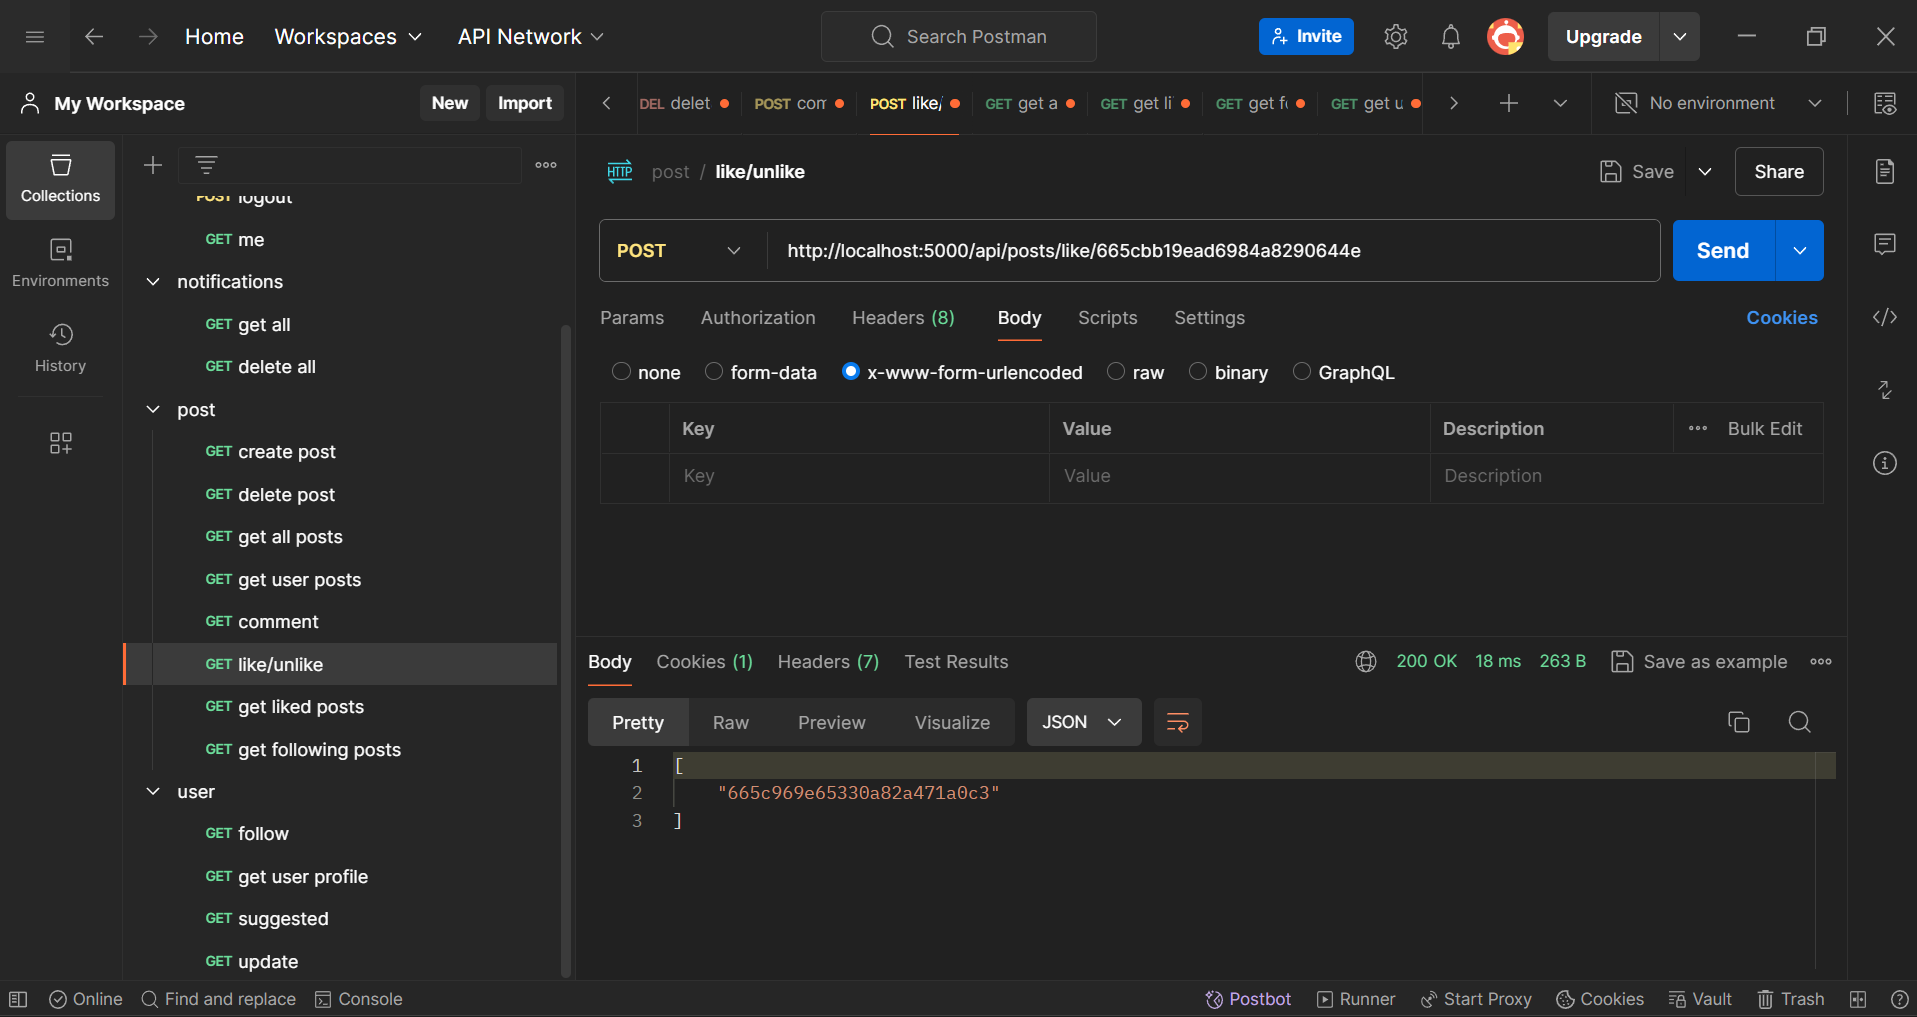 Home
Workspaces
API Network
Search Postman
Invite
Upgrade
My Workspace
New
Import
DEL delet
POST com
POST like/
GET get a
GET get li
GET get f
GET get u
No environment
Collections
Environments
History
POST logout
GET me
notifications
GET get all
GET delete all
post
GET create post
GET delete post
GET get all posts
GET get user posts
GET comment
GET like/unlike
GET get liked posts
GET get following posts
user
GET follow
GET get user profile
GET suggested
GET update
HTTP post / like/unlike
Save
Share
POST
http://localhost:5000/api/posts/like/665cbb19ead6984a8290644e
Send
Params
Authorization
Headers (8)
Body
Scripts
Settings
Cookies
none
form-data
x-www-form-urlencoded
raw
binary
GraphQL
Key
Value
Description
Bulk Edit
Key
Value
Description
Body
Cookies (1)
Headers (7)
Test Results
200 OK
18 ms
263 B
Save as example
Pretty
Raw
Preview
Visualize
JSON
1 [
2 "665c969e65330a82a471a0c3"
3 ]
Online
Find and replace
Console
Postbot
Runner
Start Proxy
Cookies
Vault
Trash